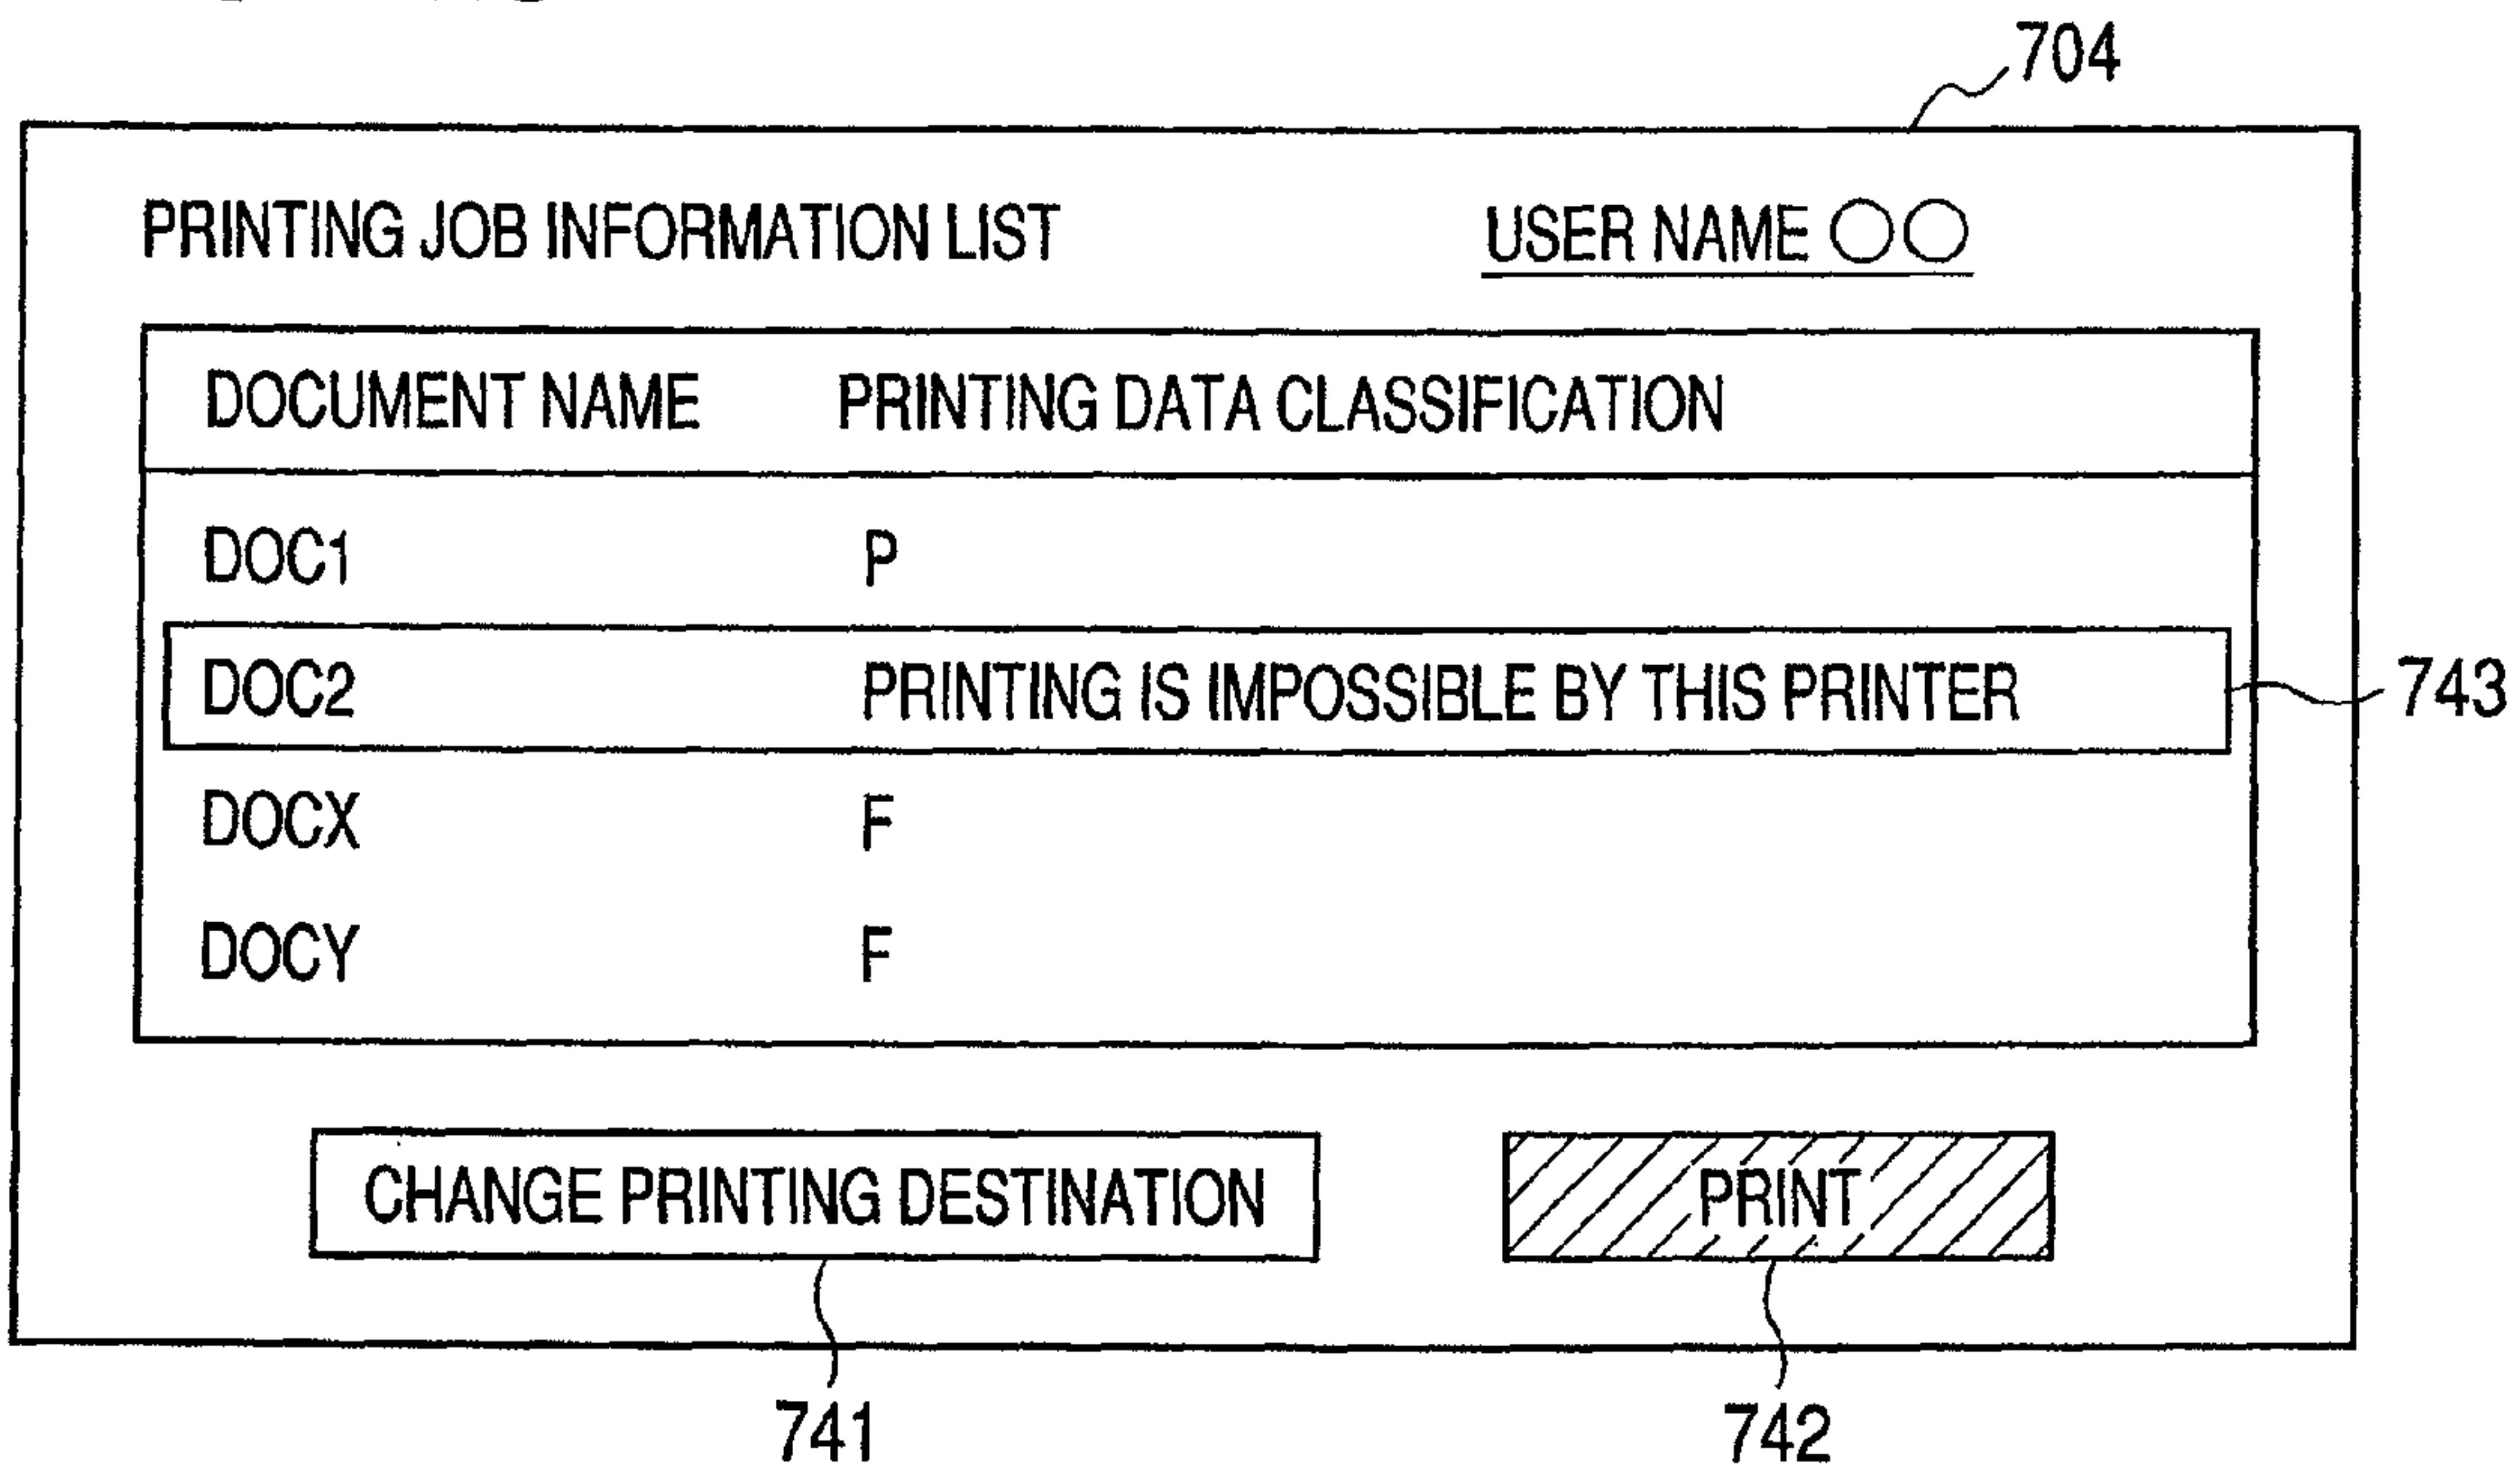 704
PRINTING JOB INFORMATION LIST USER NAME ○○
DOCUMENT NAME PRINTING DATA CLASSIFICATION
DOC1 P
DOC2 PRINTING IS IMPOSSIBLE BY THIS PRINTER 743
DOCX F
DOCY F
CHANGE PRINTING DESTINATION PRINT
741 742